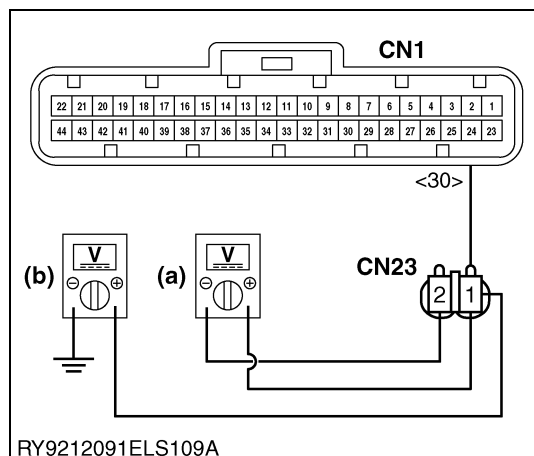 CN1
22 21 20 19 18 17 16 15 14 13 12 11 10 9 8 7 6 5 4 3 2 1
44 43 42 41 40 39 38 37 36 35 34 33 32 31 30 29 28 27 26 25 24 23
<30>
(b) V (a) V CN23
− + − + 2 1
RY9212091ELS109A